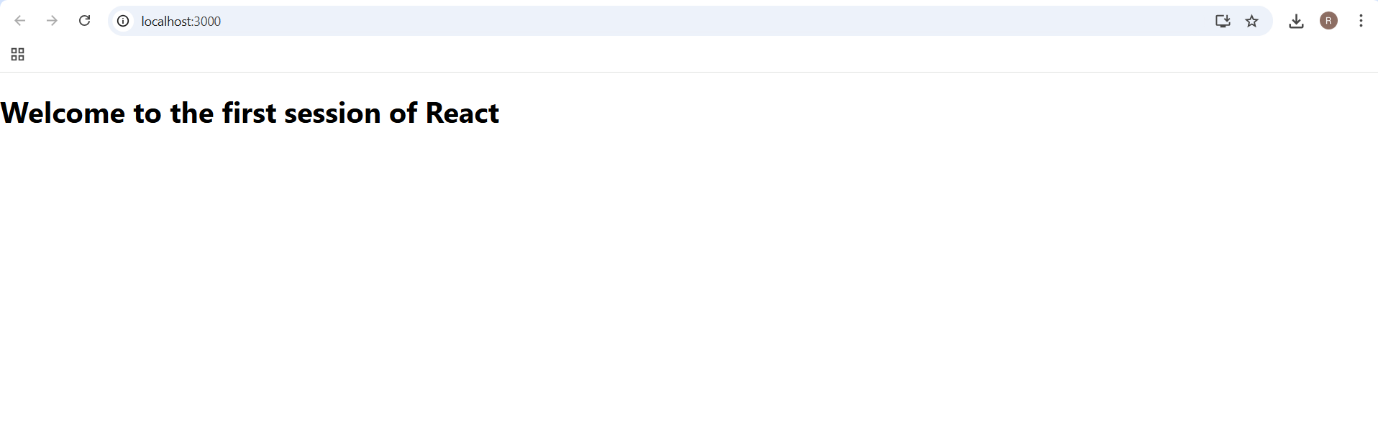 localhost:3000
R
Welcome to the first session of React